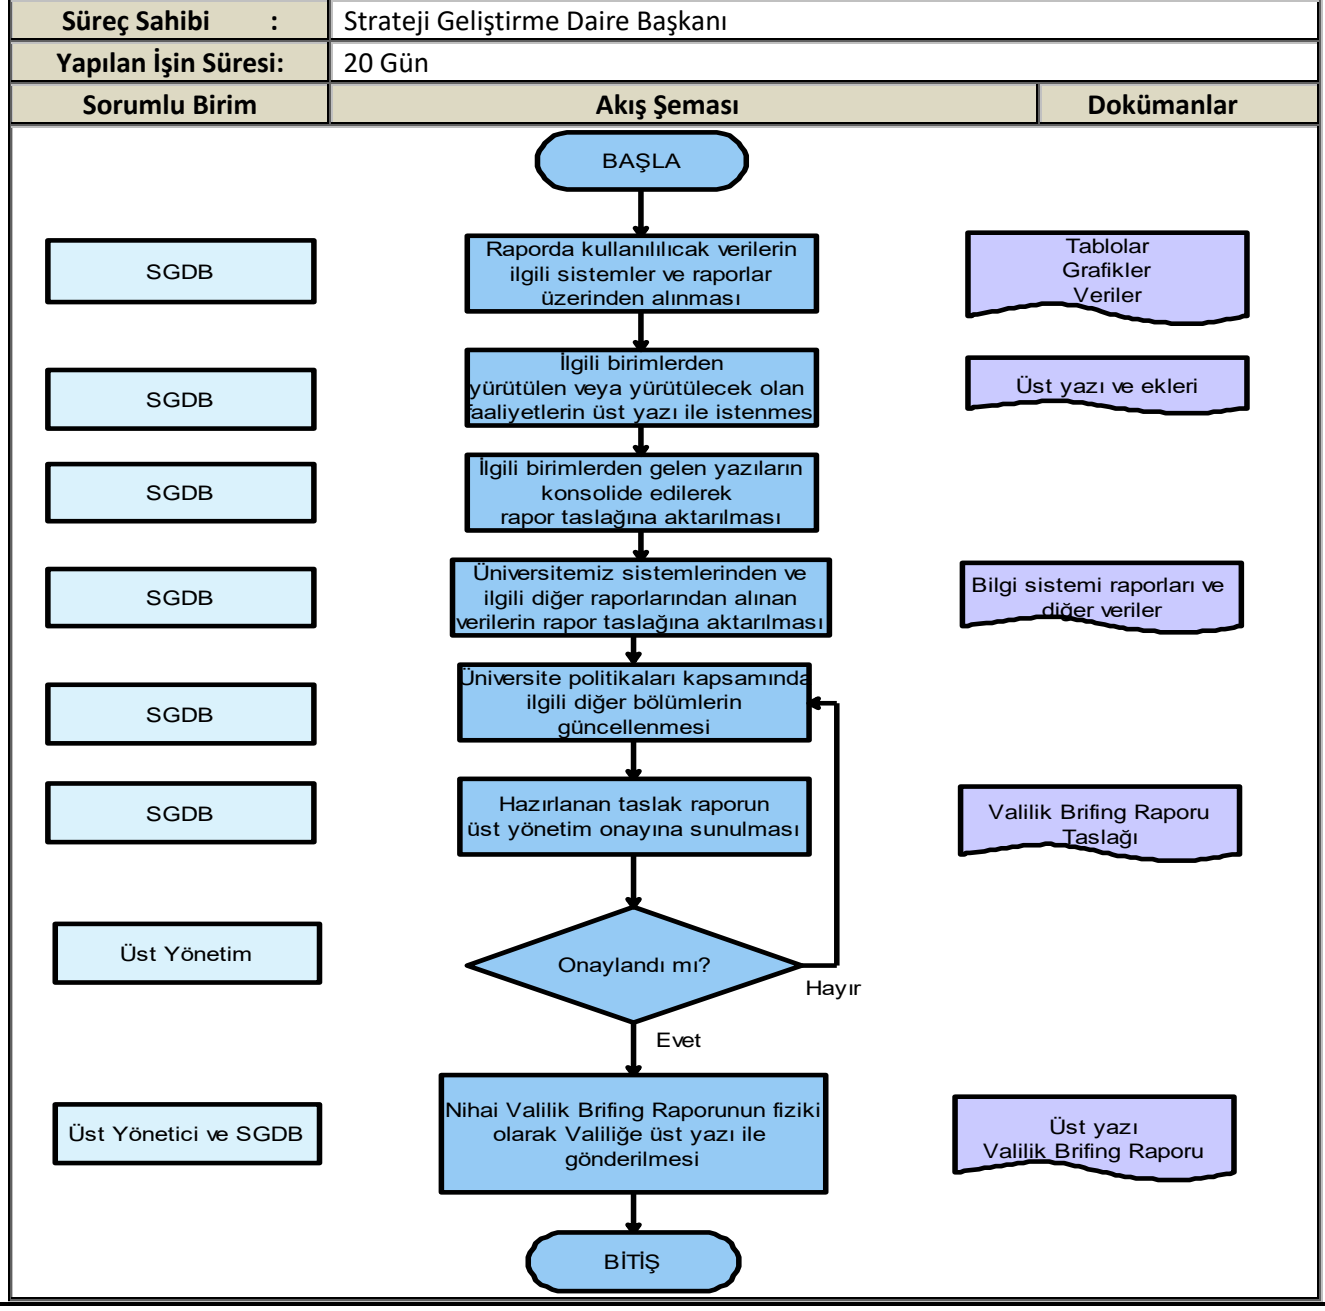 Süreç Sahibi :
Strateji Geliştirme Daire Başkanı
Yapılan İşin Süresi:
20 Gün
Sorumlu Birim
Akış Şeması
Dokümanlar
BAŞLA
SGDB
Raporda kullanılılıcak verilerin
ilgili sistemler ve raporlar
üzerinden alınması
Tablolar
Grafikler
Veriler
SGDB
İlgili birimlerden
yürütülen veya yürütülecek olan
faaliyetlerin üst yazı ile istenmes
Üst yazı ve ekleri
SGDB
İlgili birimlerden gelen yazıların
konsolide edilerek
rapor taslağına aktarılması
SGDB
Üniversitemiz sistemlerinden ve
ilgili diğer raporlarından alınan
verilerin rapor taslağına aktarılması
Bilgi sistemi raporları ve
diğer veriler
SGDB
Üniversite politikaları kapsamında
ilgili diğer bölümlerin
güncellenmesi
SGDB
Hazırlanan taslak raporun
üst yönetim onayına sunulması
Valilik Brifing Raporu
Taslağı
Üst Yönetim
Onaylandı mı?
Hayır
Evet
Üst Yönetici ve SGDB
Nihai Valilik Brifing Raporunun fiziki
olarak Valiliğe üst yazı ile
gönderilmesi
Üst yazı
Valilik Brifing Raporu
BİTİŞ